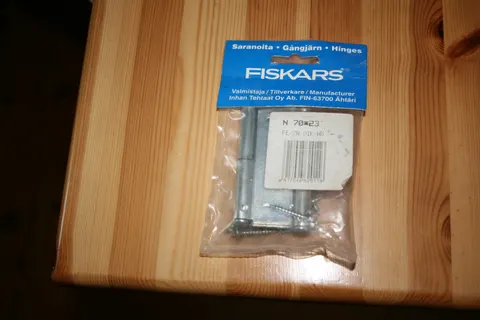 Saranoita • Gångjärn • Hinges
FISKARS
Valmistaja / Tillverkare / Manufacturer
Inhan Tehtaat Oy Ab. FIN-63700 Ähtäri
N 70*23